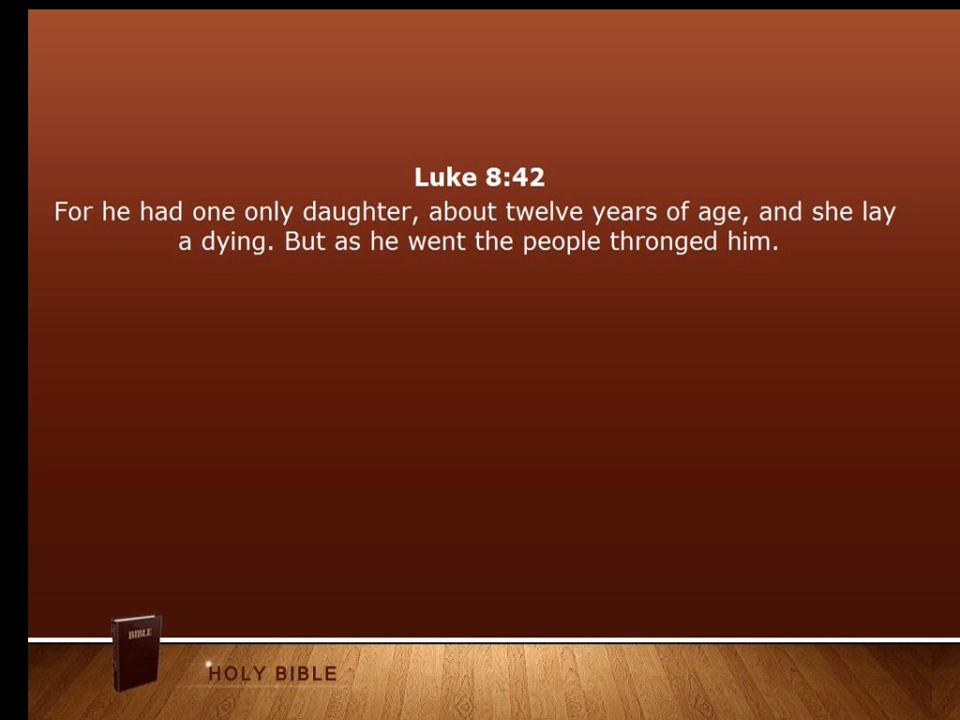 Luke 8:42
For he had one only daughter, about twelve years of age, and she lay
a dying. But as he went the people thronged him.
BIBLE
HOLY BIBLE